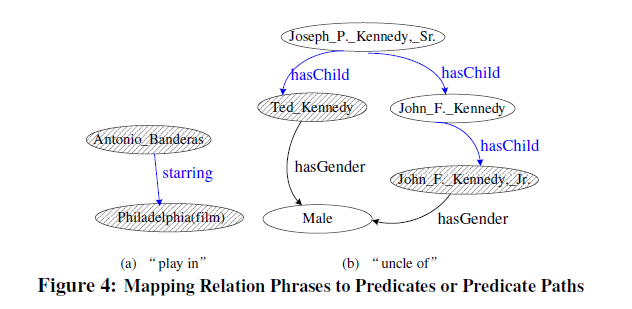 Joseph_P._Kennedy,_Sr.
hasChild
hasChild
Ted_Kennedy
John_F._Kennedy
Antonio_Banderas
hasChild
starring
hasGender
John_F._Kennedy,_Jr.
Philadelphia(film)
Male
hasGender
(a) “play in”
(b) “uncle of”
Figure 4: Mapping Relation Phrases to Predicates or Predicate Paths